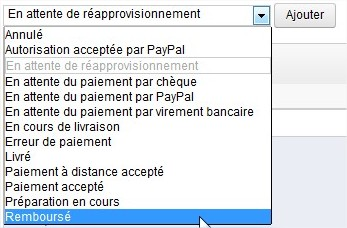 En attente de réapprovisionnement Ajouter
Annulé
Autorisation acceptée par PayPal
En attente de réapprovisionnement
En attente du paiement par chèque
En attente du paiement par PayPal
En attente du paiement par virement bancaire
En cours de livraison
Erreur de paiement
Livré
Paiement à distance accepté
Paiement accepté
Préparation en cours
Remboursé